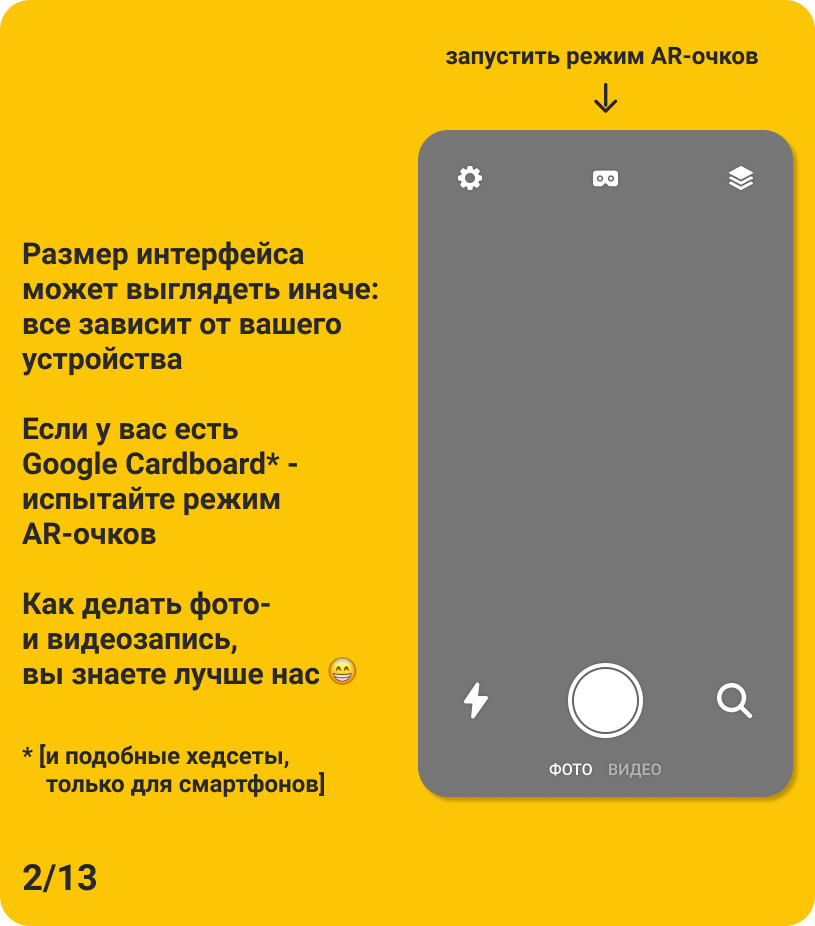 запустить режим AR-очков
Размер интерфейса
может выглядеть иначе:
все зависит от вашего
устройства
Если у вас есть
Google Cardboard* -
испытайте режим
AR-очков
Как делать фото-
и видеозапись,
вы знаете лучше нас 😁
* [и подобные хедсеты,
только для смартфонов]
ФОТО ВИДЕО
2/13